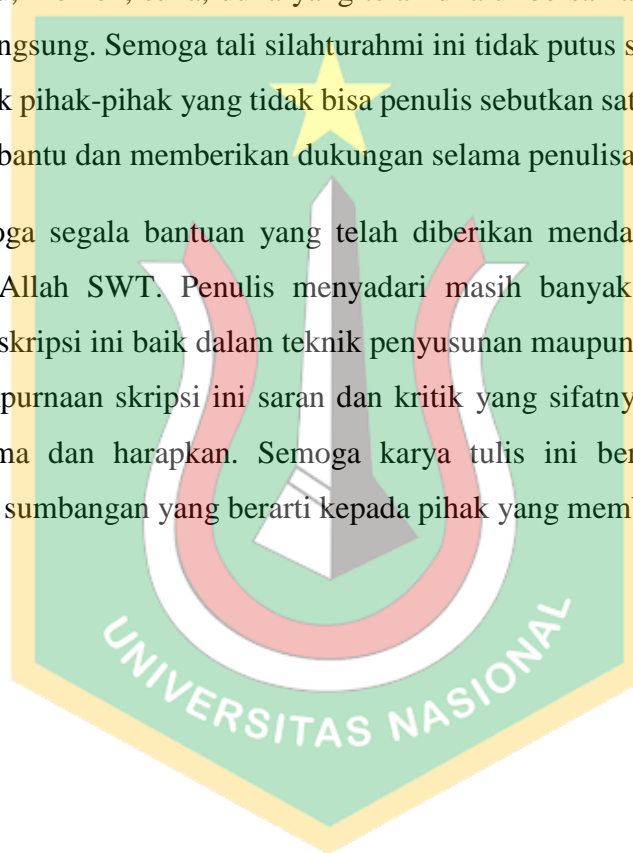 ngsung. Semoga tali silahturahmi ini tidak putus s
k pihak-pihak yang tidak bisa penulis sebutkan sat
bantu dan memberikan dukungan selama penulisa
oga segala bantuan yang telah diberikan menda
Allah SWT. Penulis menyadari masih banyak
skripsi ini baik dalam teknik penyusunan maupun
purnaan skripsi ini saran dan kritik yang sifatny
ma dan harapkan. Semoga karya tulis ini ber
sumbangan yang berarti kepada pihak yang memb
UNIVERSITAS NASIONAL